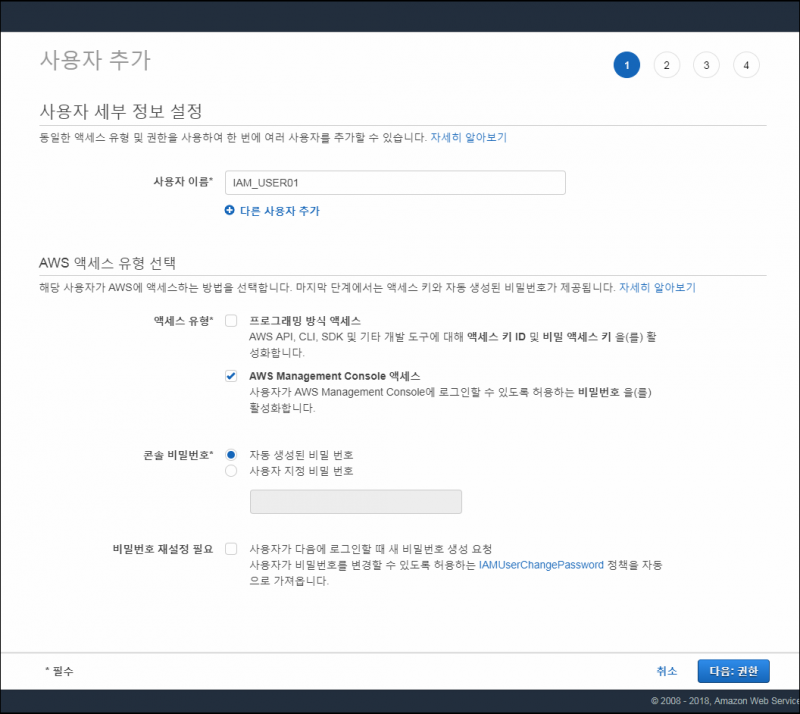 사용자 추가
1 2 3 4
사용자 세부 정보 설정
동일한 액세스 유형 및 권한을 사용하여 한 번에 여러 사용자를 추가할 수 있습니다. 자세히 알아보기
사용자 이름* IAM_USER01
다른 사용자 추가
AWS 액세스 유형 선택
해당 사용자가 AWS에 액세스하는 방법을 선택합니다. 마지막 단계에서는 액세스 키와 자동 생성된 비밀번호가 제공됩니다. 자세히 알아보기
액세스 유형* 프로그래밍 방식 액세스
AWS API, CLI, SDK 및 기타 개발 도구에 대해 액세스 키 ID 및 비밀 액세스 키 을(를) 활
성화합니다.
AWS Management Console 액세스
사용자가 AWS Management Console에 로그인할 수 있도록 허용하는 비밀번호 을(를)
활성화합니다.
콘솔 비밀번호* 자동 생성된 비밀 번호
사용자 지정 비밀 번호
비밀번호 재설정 필요 사용자가 다음에 로그인할 때 새 비밀번호 생성 요청
사용자가 비밀번호를 변경할 수 있도록 허용하는 IAMUserChangePassword 정책을 자동
으로 가져옵니다.
* 필수 취소 다음: 권한
© 2008 - 2018, Amazon Web Service